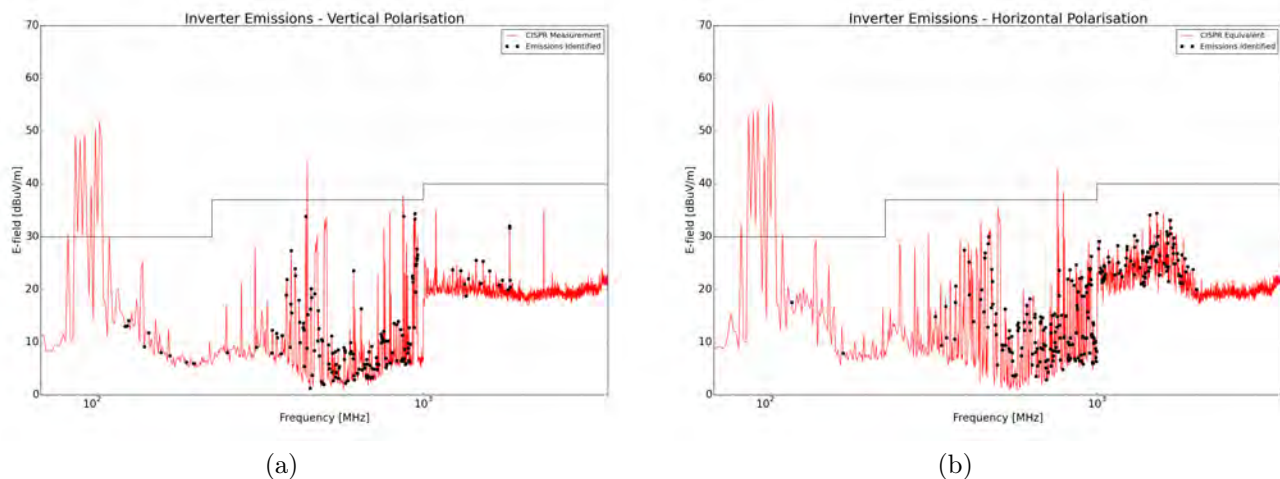 Inverter Emissions - Vertical Polarisation
70
60
50
40
30
20
10
0
E-field [dBuV/m]
CISPR Measurement
Emissions Identified
10²
10³
Frequency [MHz]
(a)
Inverter Emissions - Horizontal Polarisation
70
60
50
40
30
20
10
0
E-field [dBuV/m]
CISPR Equivalent
Emissions Identified
10²
10³
Frequency [MHz]
(b)